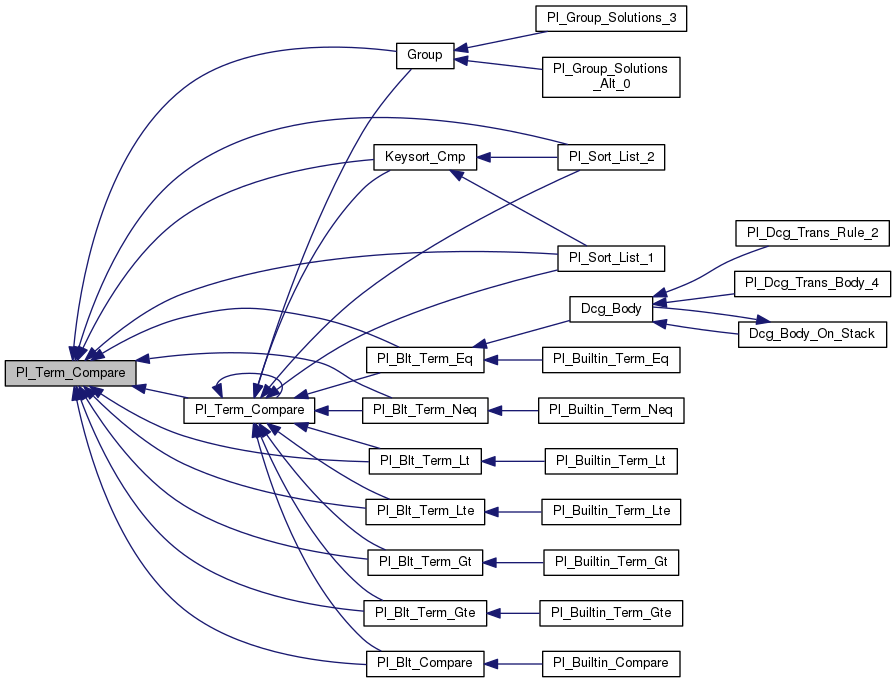 Pl_Group_Solutions_3
Group
Pl_Group_Solutions
_Alt_0
Keysort_Cmp
Pl_Sort_List_2
Pl_Dcg_Trans_Rule_2
Pl_Sort_List_1
Pl_Dcg_Trans_Body_4
Dcg_Body
Dcg_Body_On_Stack
Pl_Blt_Term_Eq
Pl_Builtin_Term_Eq
Pl_Term_Compare
Pl_Term_Compare
Pl_Blt_Term_Neq
Pl_Builtin_Term_Neq
Pl_Blt_Term_Lt
Pl_Builtin_Term_Lt
Pl_Blt_Term_Lte
Pl_Builtin_Term_Lte
Pl_Blt_Term_Gt
Pl_Builtin_Term_Gt
Pl_Blt_Term_Gte
Pl_Builtin_Term_Gte
Pl_Blt_Compare
Pl_Builtin_Compare